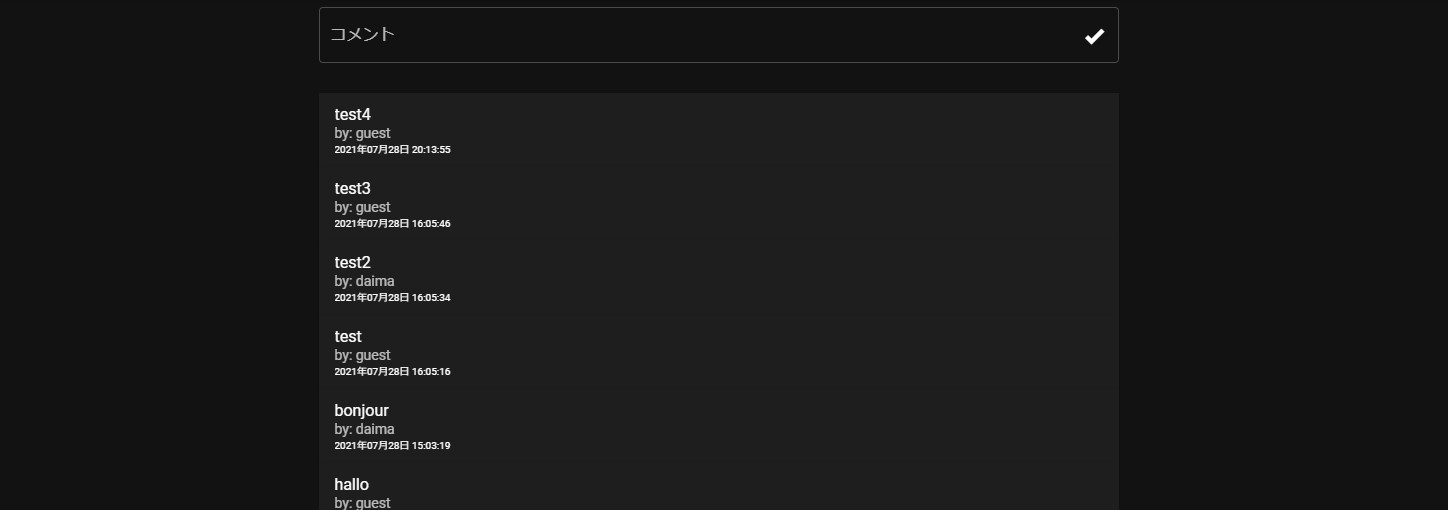 コメント
test4
by: guest
2021年07月28日 20:13:55
test3
by: guest
2021年07月28日 16:05:46
test2
by: daima
2021年07月28日 16:05:34
test
by: guest
2021年07月28日 16:05:16
bonjour
by: daima
2021年07月28日 15:03:19
hallo
by: guest